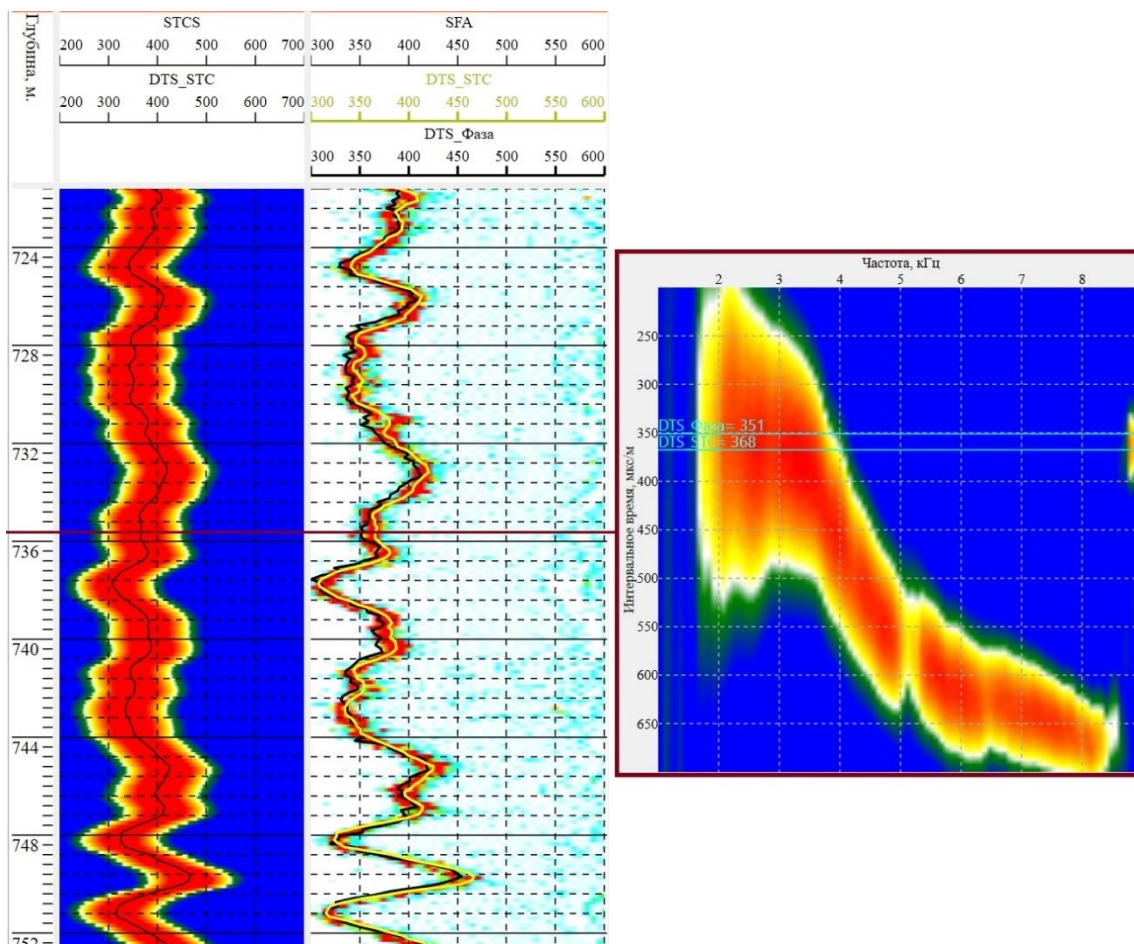 Глубина, м.
STCS
200 300 400 500 600 700
DTS_STC
200 300 400 500 600 700
SFA
300 350 400 450 500 550 600
DTS_STC
300 350 400 450 500 550 600
DTS_Фаза
300 350 400 450 500 550 600
724
728
732
736
740
744
748
752
Частота, кГц
2 3 4 5 6 7 8
Интервальное время, мкс/м
250
300
350
400
450
500
550
600
650
DTS_Фаза= 351
DTS_STC= 368